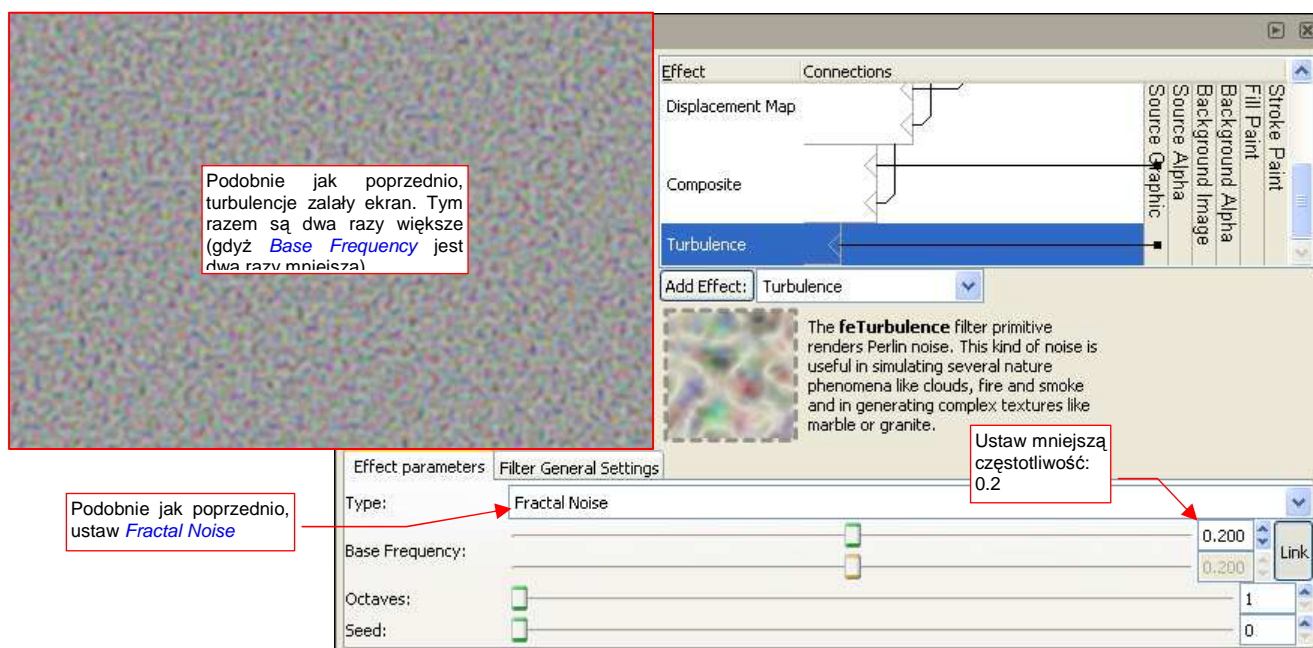 Effect Connections
Displacement Map
Composite
Turbulence
Source Graphic
Source Alpha
Background Image
Background Alpha
Fill Paint
Stroke Paint
Podobnie jak poprzednio,
turbulencje zalały ekran. Tym
razem są dwa razy większe
(gdyż Base Frequency jest
dwa razy mniejsza)
Add Effect: Turbulence
The feTurbulence filter primitive
renders Perlin noise. This kind of noise is
useful in simulating several nature
phenomena like clouds, fire and smoke
and in generating complex textures like
marble or granite.
Ustaw mniejszą
częstotliwość:
0.2
Effect parameters Filter General Settings
Podobnie jak poprzednio,
ustaw Fractal Noise
Type: Fractal Noise
Base Frequency: 0.200
0.200
Link
Octaves: 1
Seed: 0